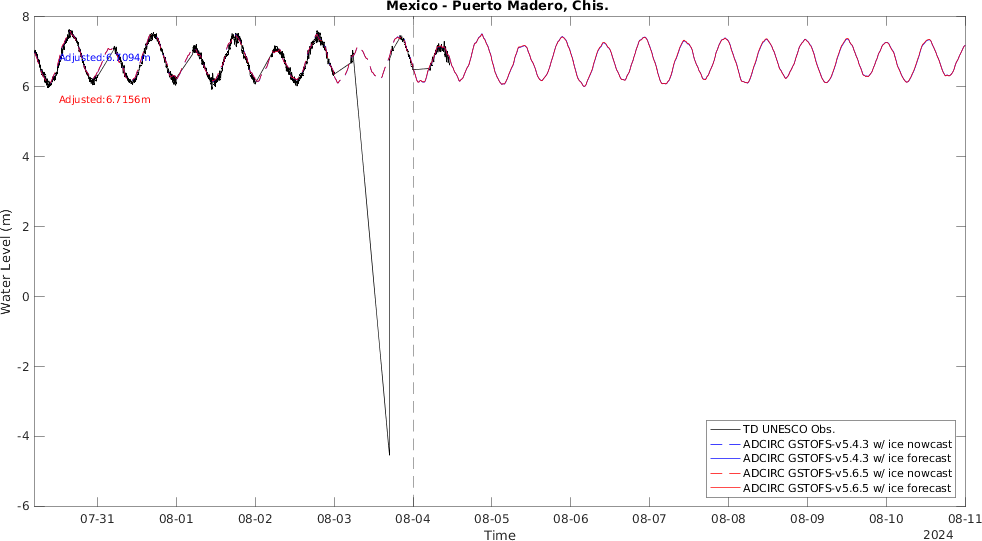 Mexico - Puerto Madero, Chis.
8
6
4
2
0
-2
-4
-6
Water Level (m)
Adjusted:6.7156m
TD UNESCO Obs.
ADCIRC GSTOFS-v5.4.3 w/ ice nowcast
ADCIRC GSTOFS-v5.4.3 w/ ice forecast
ADCIRC GSTOFS-v5.6.5 w/ ice nowcast
ADCIRC GSTOFS-v5.6.5 w/ ice forecast
07-31 08-01 08-02 08-03 08-04 08-05 08-06 08-07 08-08 08-09 08-10 08-11
Time
2024